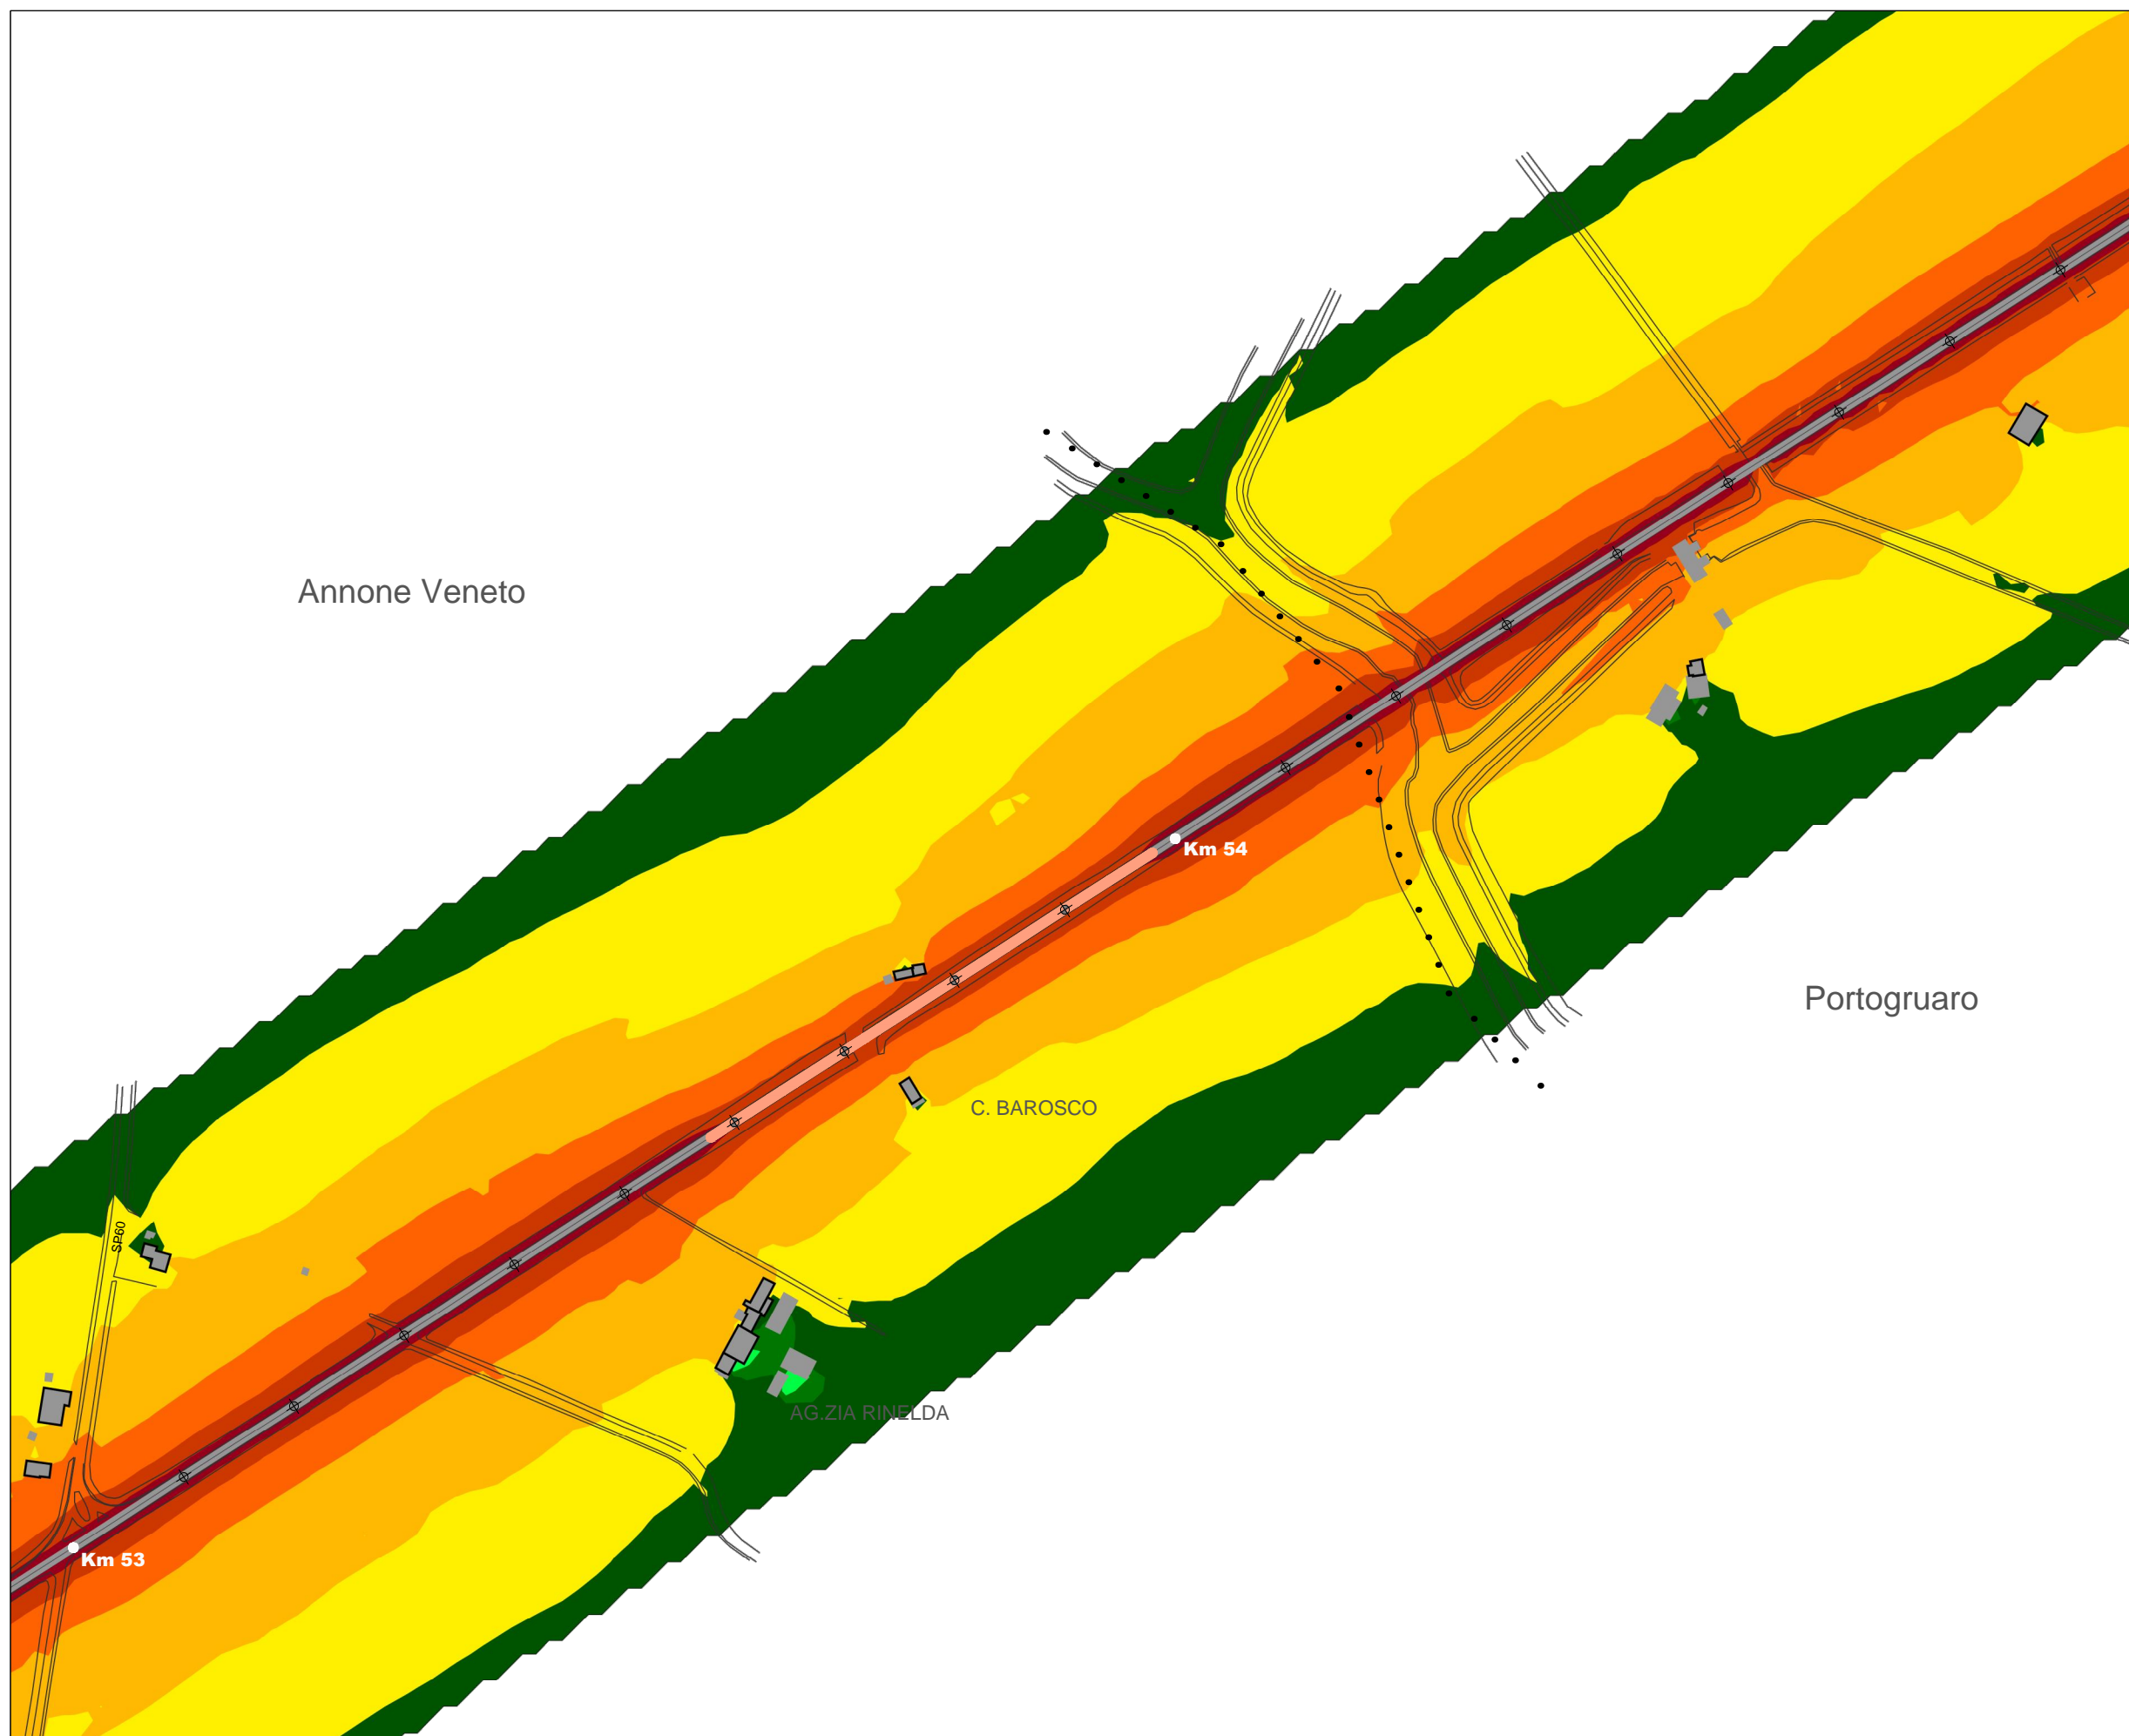 Annone Veneto
Km 54
Portogruaro
C. BAROSCO
SP60
AG.ZIA RINELDA
Km 53